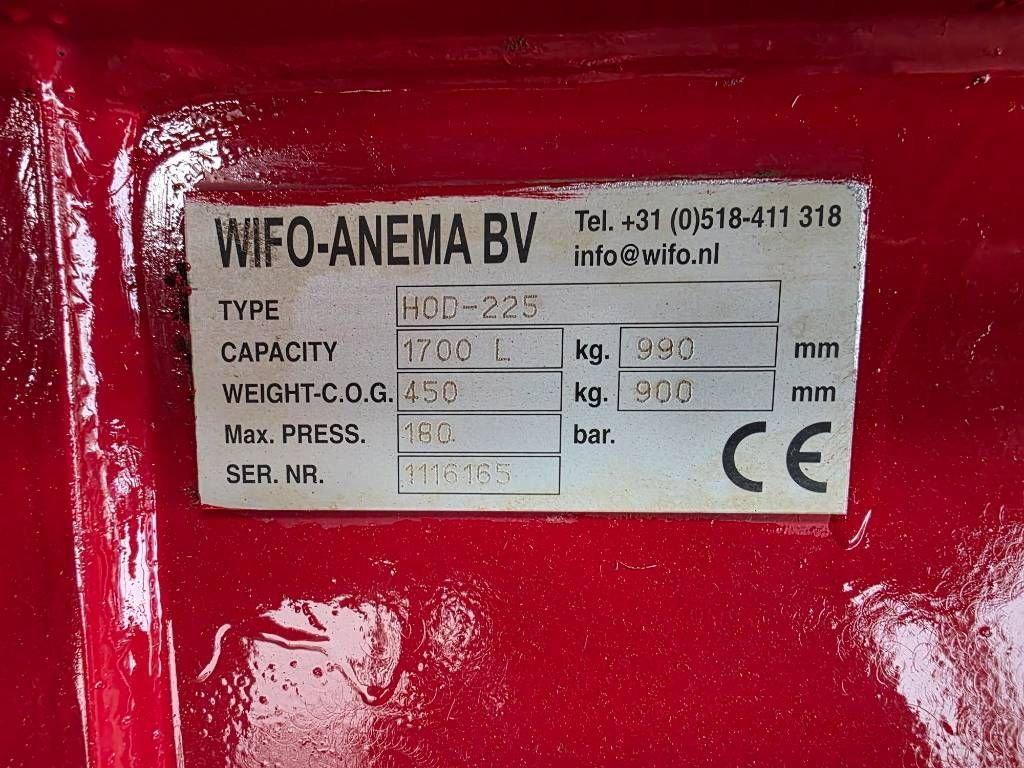 WIFO-ANEMA BV Tel. +31 (0)518-411 318
info@wifo.nl
TYPE HOD-225
CAPACITY 1700 L kg. 990 mm
WEIGHT-C.O.G. 450 kg. 900 mm
Max. PRESS. 180 bar.
SER. NR. 1116165
CE